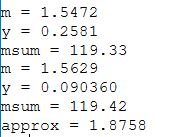 m = 1.5472
y = 0.2581
msum = 119.33
m = 1.5629
y = 0.090360
msum = 119.42
approx = 1.8758